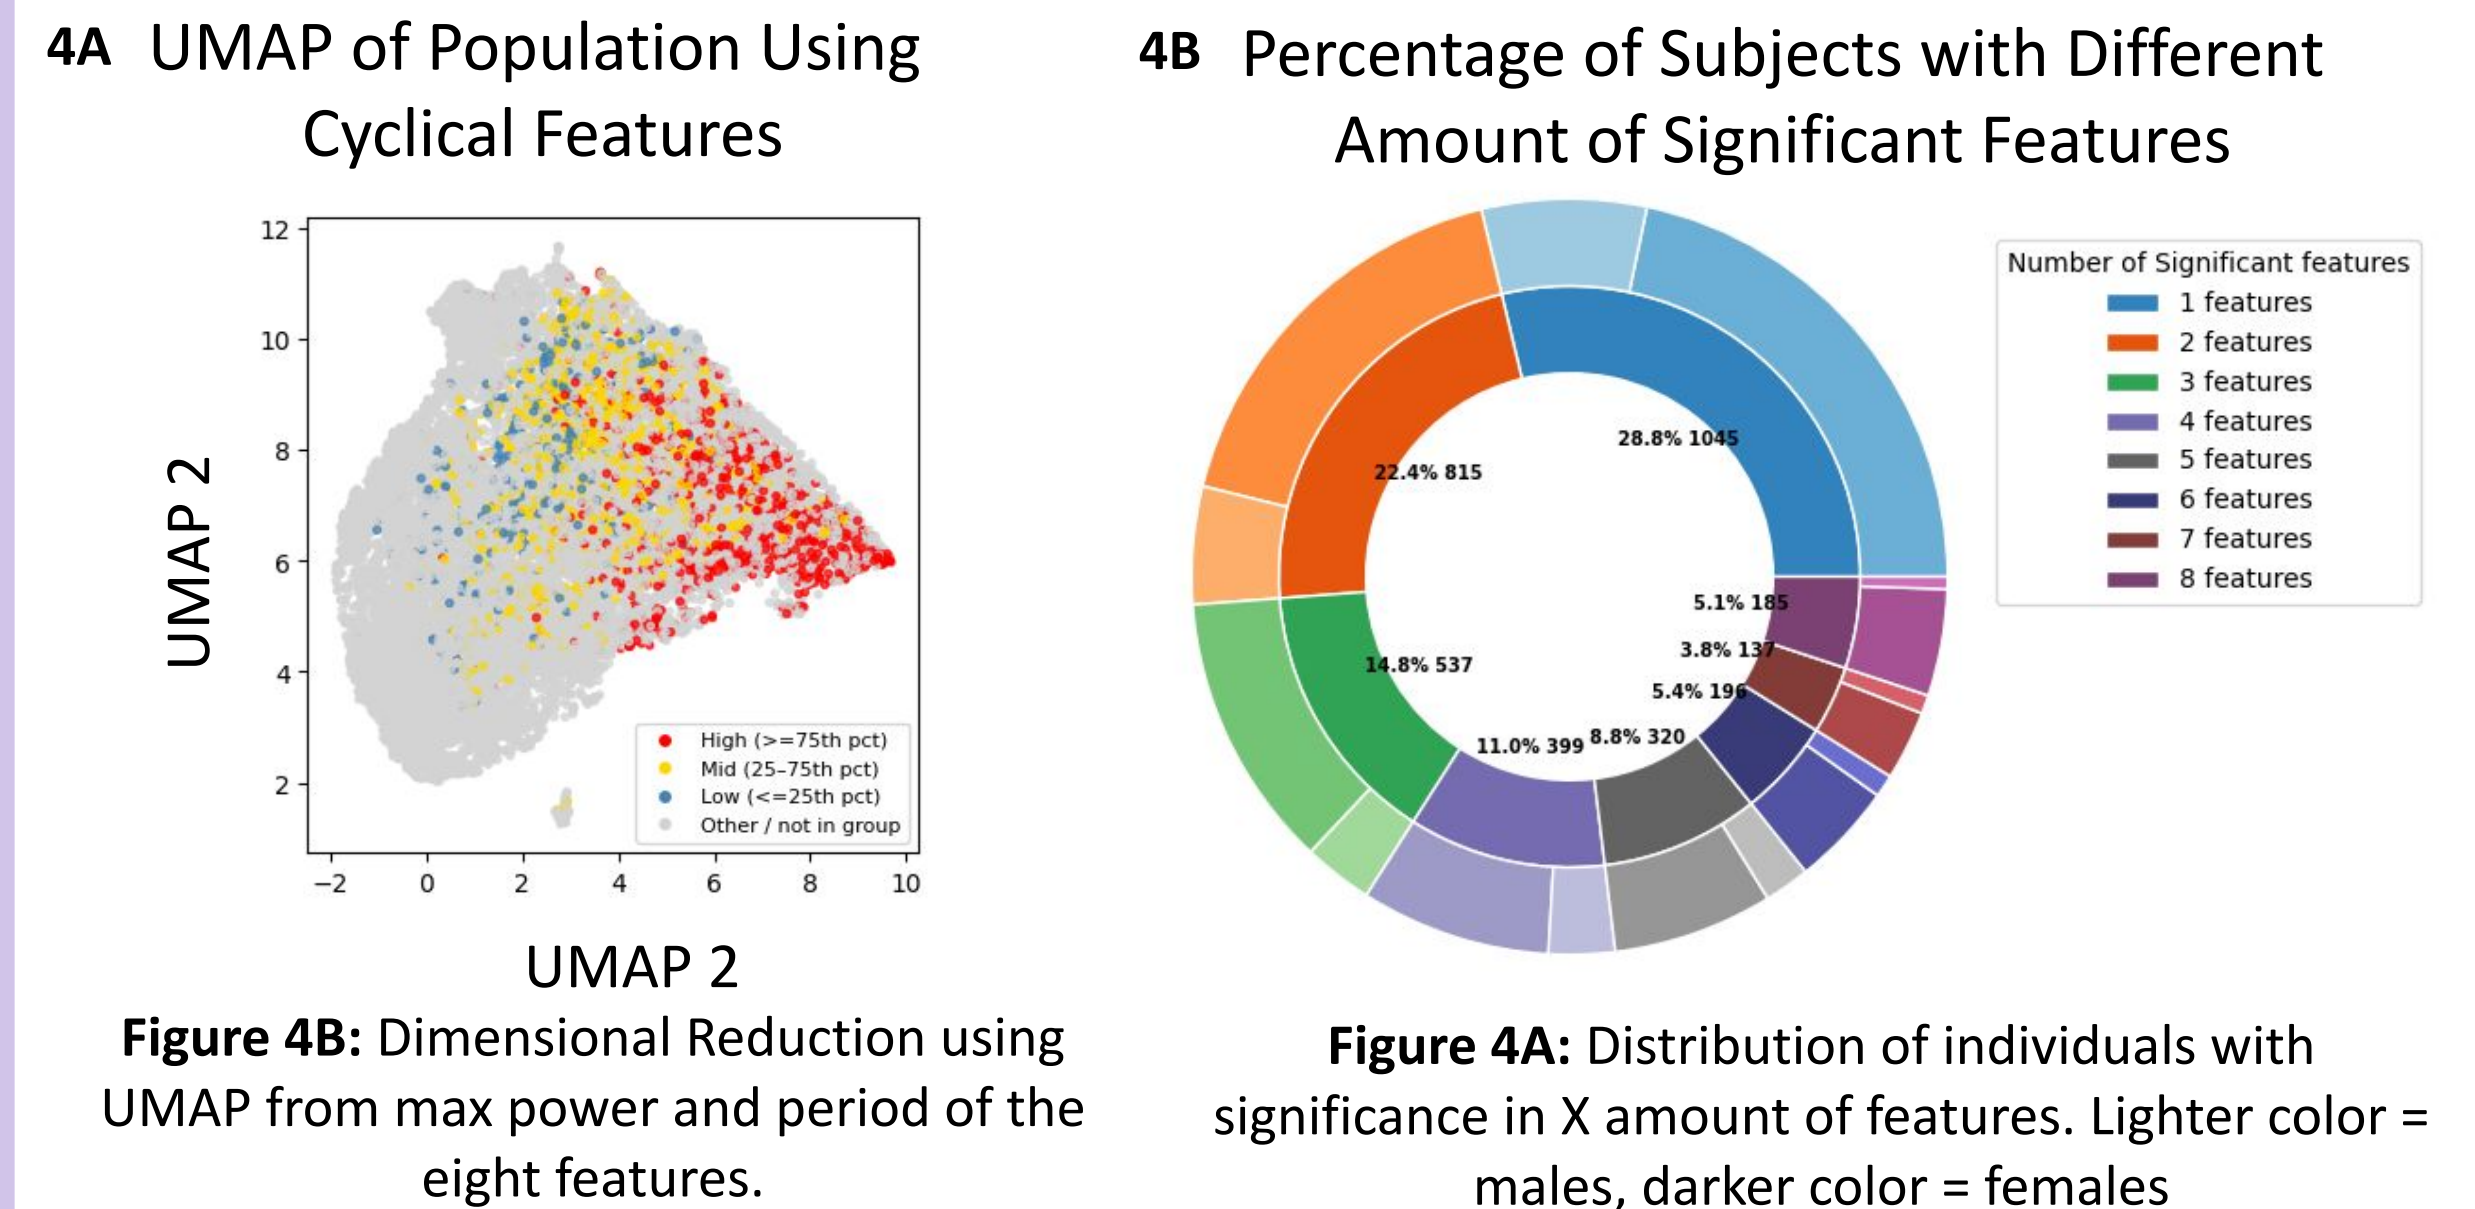 4A UMAP of Population Using
Cyclical Features
UMAP 2
12
10
8
6
4
2
High (>=75th pct)
Mid (25–75th pct)
Low (<=25th pct)
Other / not in group
−2 0 2 4 6 8 10
UMAP 2
Figure 4B: Dimensional Reduction using
UMAP from max power and period of the
eight features.
4B Percentage of Subjects with Different
Amount of Significant Features
28.8% 1045
22.4% 815
14.8% 537
11.0% 399
8.8% 320
5.4% 196
3.8% 137
5.1% 185
Number of Significant features
1 features
2 features
3 features
4 features
5 features
6 features
7 features
8 features
Figure 4A: Distribution of individuals with
significance in X amount of features. Lighter color =
males, darker color = females